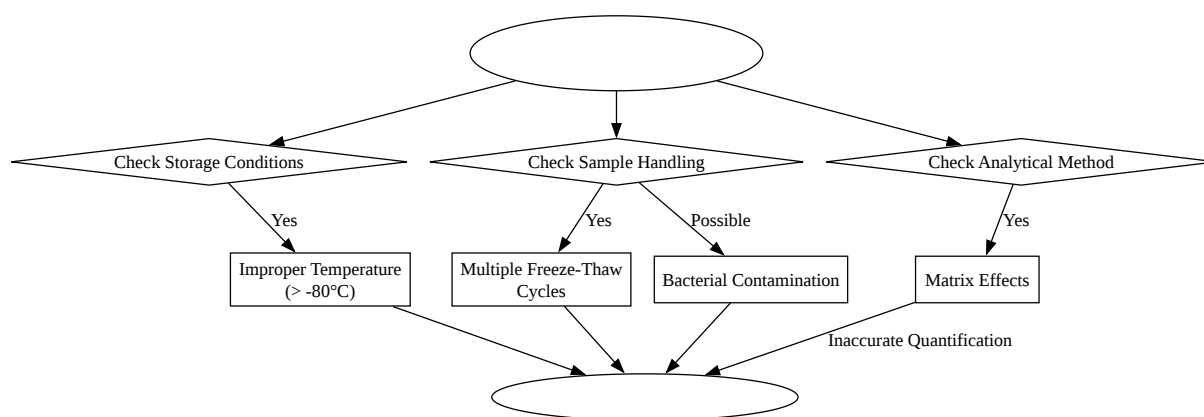 Check Storage Conditions
Check Sample Handling
Check Analytical Method
Yes
Yes
Possible
Yes
Improper Temperature
(> -80°C)
Multiple Freeze-Thaw
Cycles
Bacterial Contamination
Matrix Effects
Inaccurate Quantification